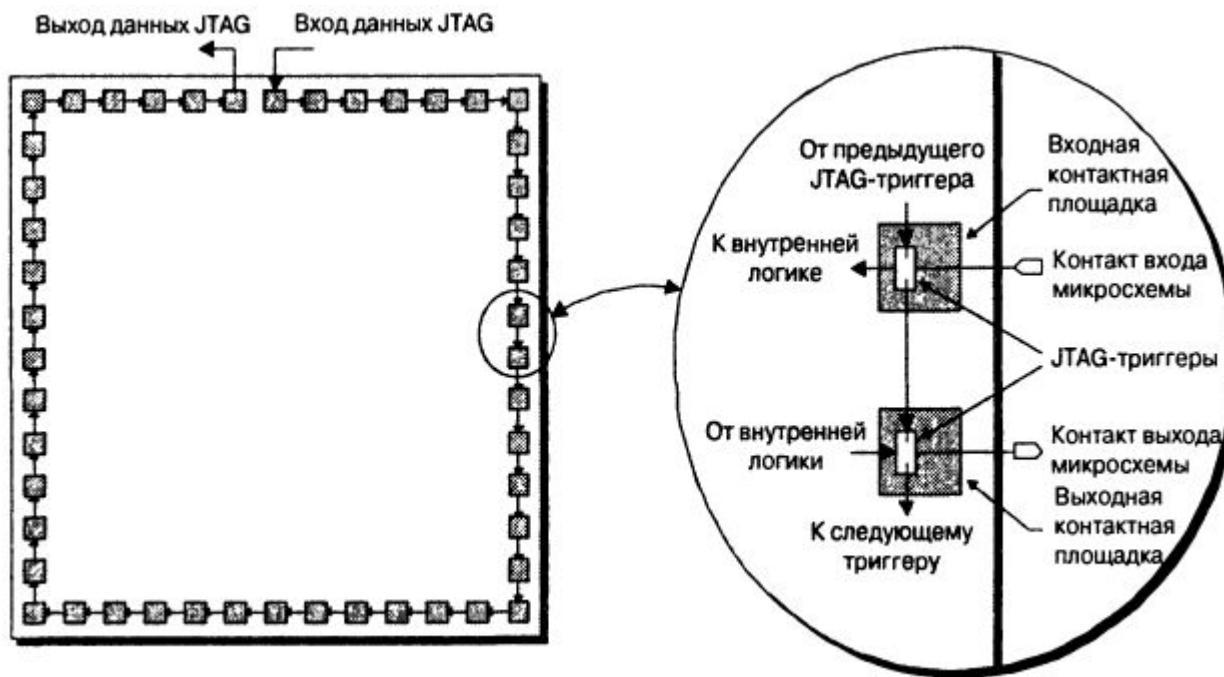 Выход данных JTAG
Вход данных JTAG
От предыдущего
JTAG-триггера
Входная
контактная
площадка
К внутренней
логике
Контакт входа
микросхемы
JTAG-триггеры
От внутренней
логики
Контакт выхода
микросхемы
Выходная
контактная
площадка
К следующему
триггеру